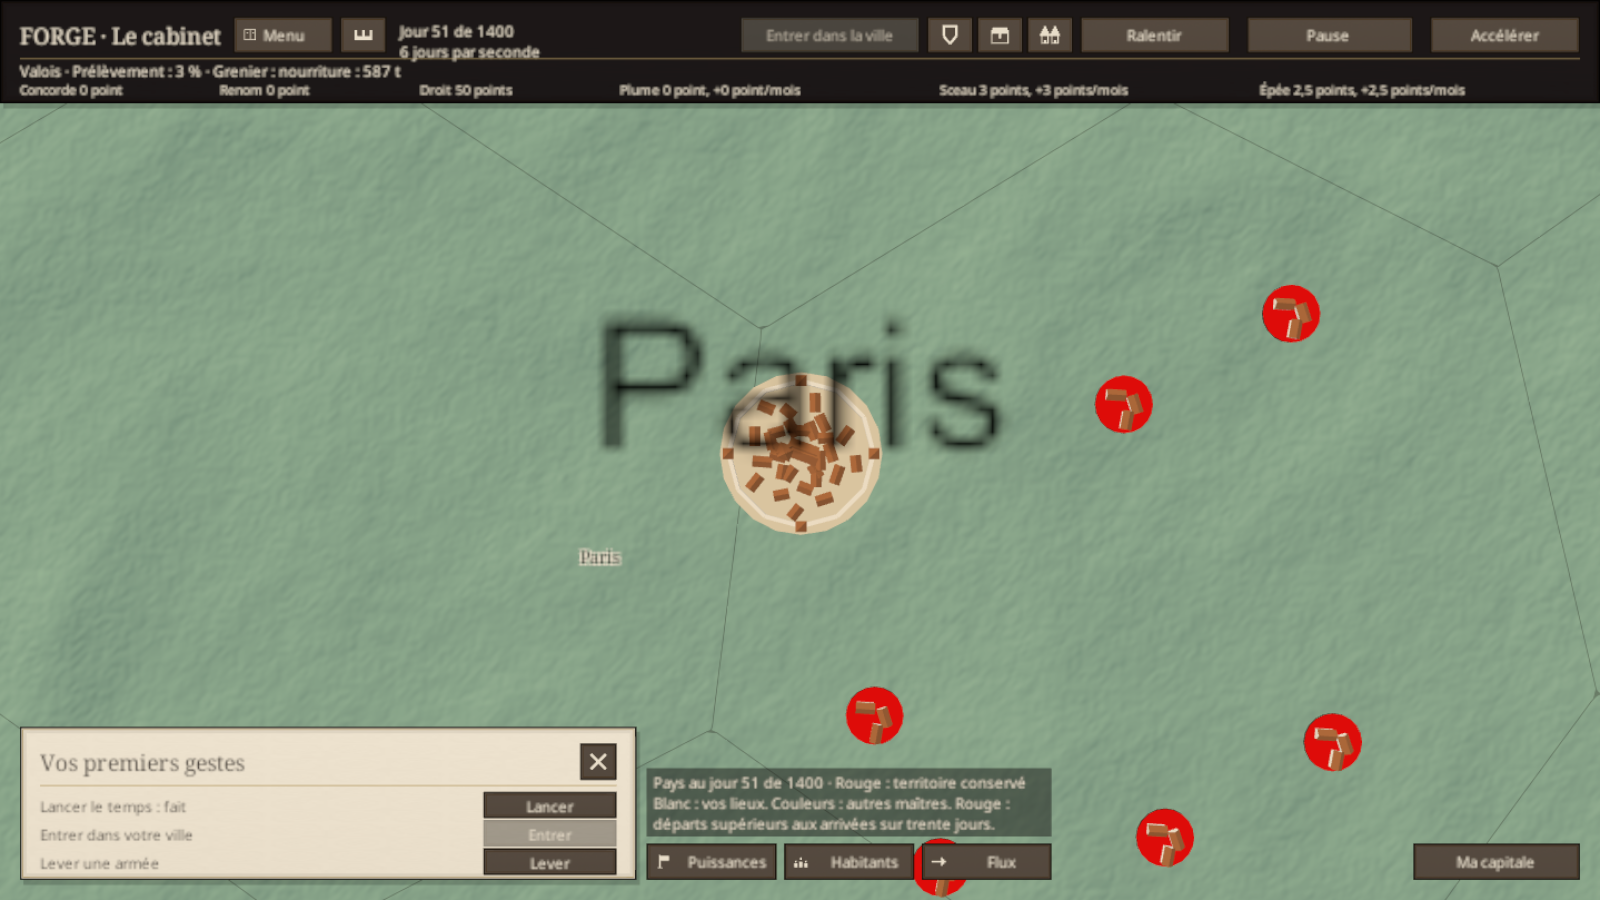 FORGE · Le cabinet
Menu
Jour 51 de 1400
6 jours par seconde
Entrer dans la ville
Ralentir
Pause
Accélérer
Valois · Prélèvement : 3 % · Grenier : nourriture : 587 t
Concorde 0 point
Renom 0 point
Droit 50 points
Plume 0 point, +0 point/mois
Sceau 3 points, +3 points/mois
Épée 2,5 points, +2,5 points/mois
Paris
Paris
Vos premiers gestes
Lancer le temps : fait
Lancer
Entrer dans votre ville
Entrer
Lever une armée
Lever
Pays au jour 51 de 1400 · Rouge : territoire conservé
Blanc : vos lieux. Couleurs : autres maîtres. Rouge :
départs supérieurs aux arrivées sur trente jours.
Puissances
Habitants
Flux
Ma capitale